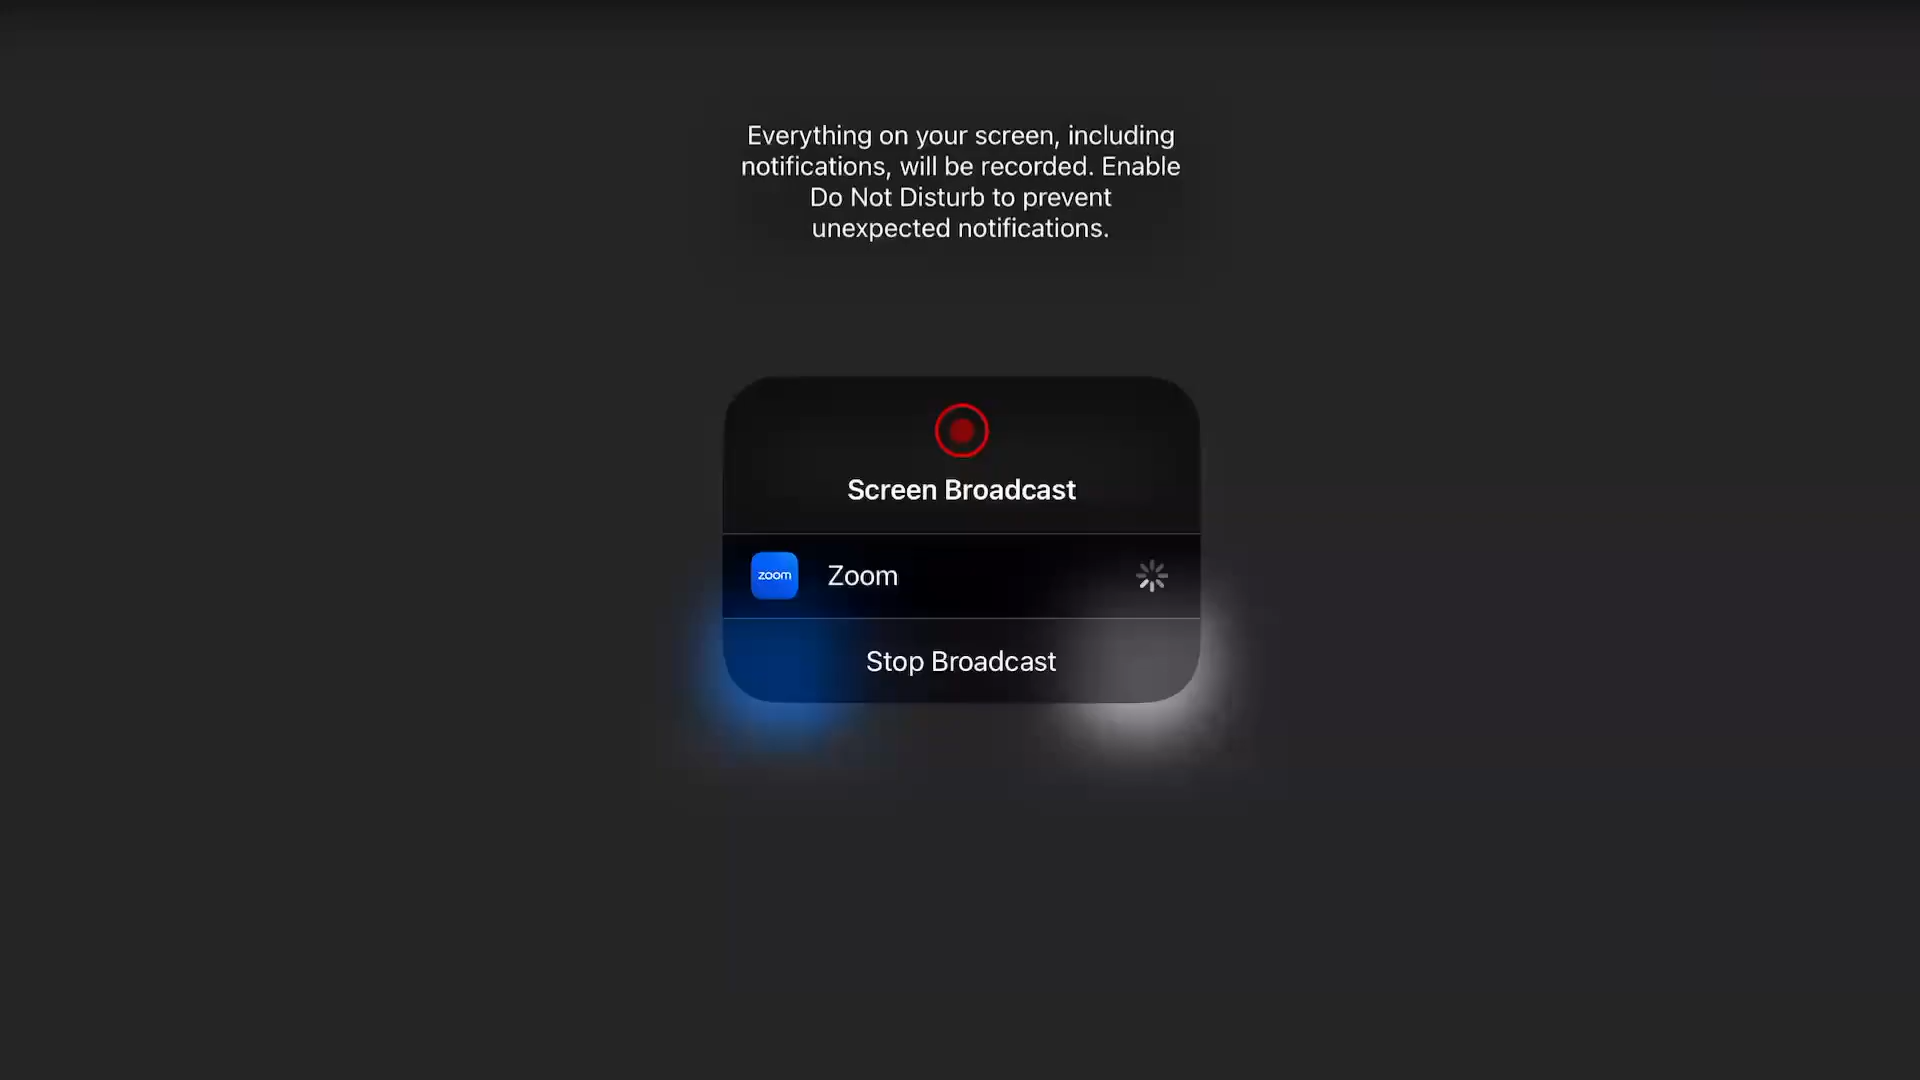 Everything on your screen, including
notifications, will be recorded. Enable
Do Not Disturb to prevent
unexpected notifications.
Screen Broadcast
zoom
Zoom
Stop Broadcast